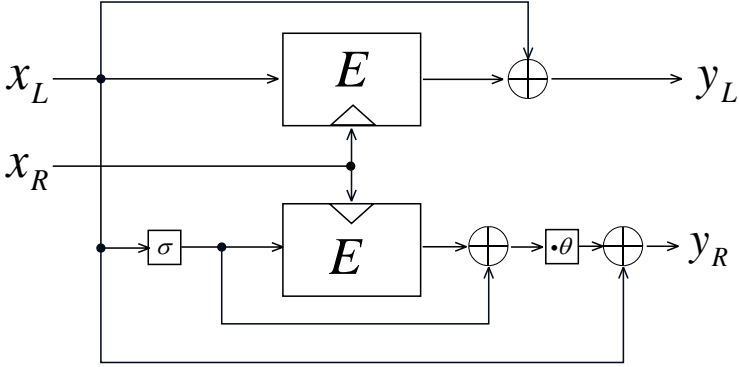 x_L E y_L
x_R
σ E •θ y_R